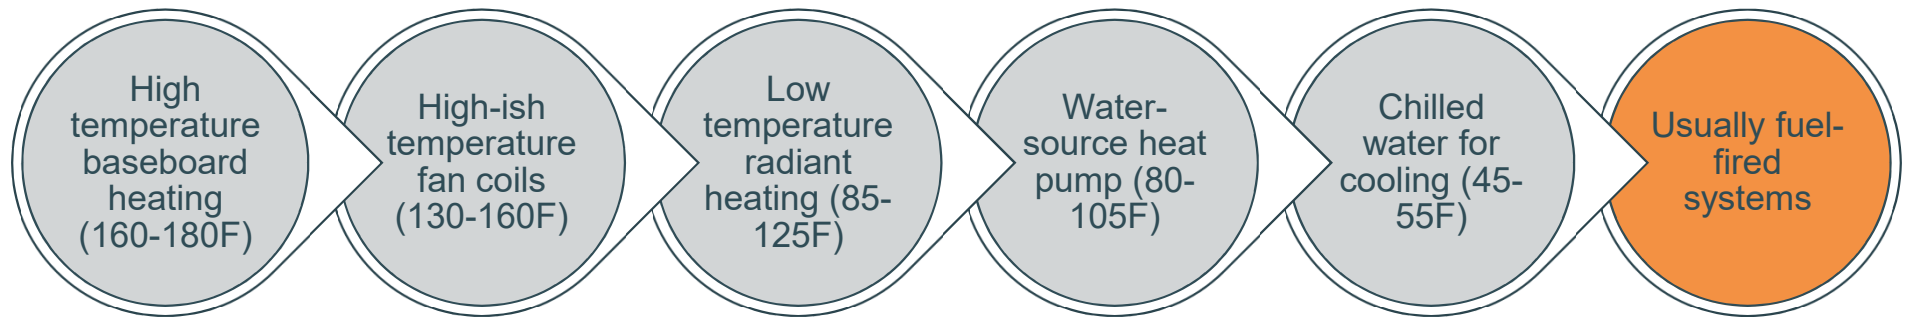 High
temperature
baseboard
heating
(160-180F)
High-ish
temperature
fan coils
(130-160F)
Low
temperature
radiant
heating (85-
125F)
Water-
source heat
pump (80-
105F)
Chilled
water for
cooling (45-
55F)
Usually fuel-
fired
systems